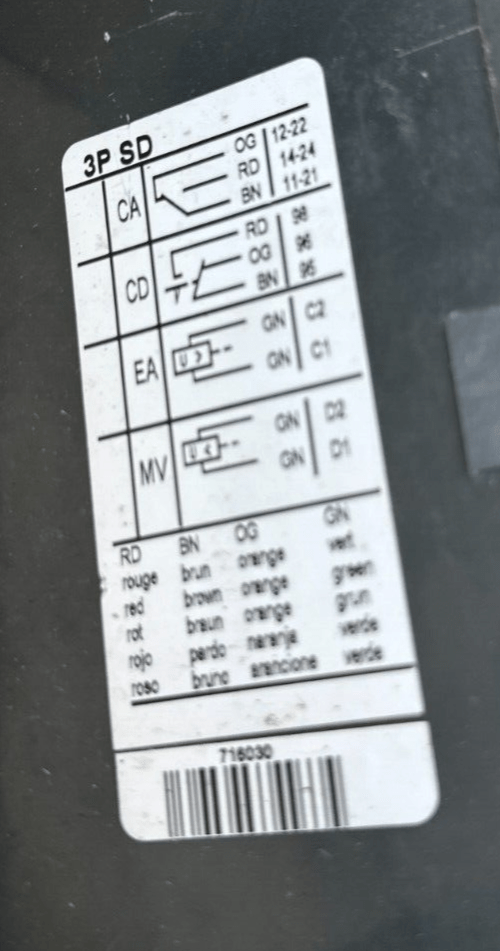 3P SD
CA OG 12-22
RD 14-24
BN 11-21
CD RD 98
OG 96
BN 95
EA U > GN C2
GN C1
MV U < GN D2
GN D1
RD BN OG GN
rouge brun orange vert
red brown orange green
rot braun orange grun
rojo pardo naranja verde
roso bruno arancione verde
716030